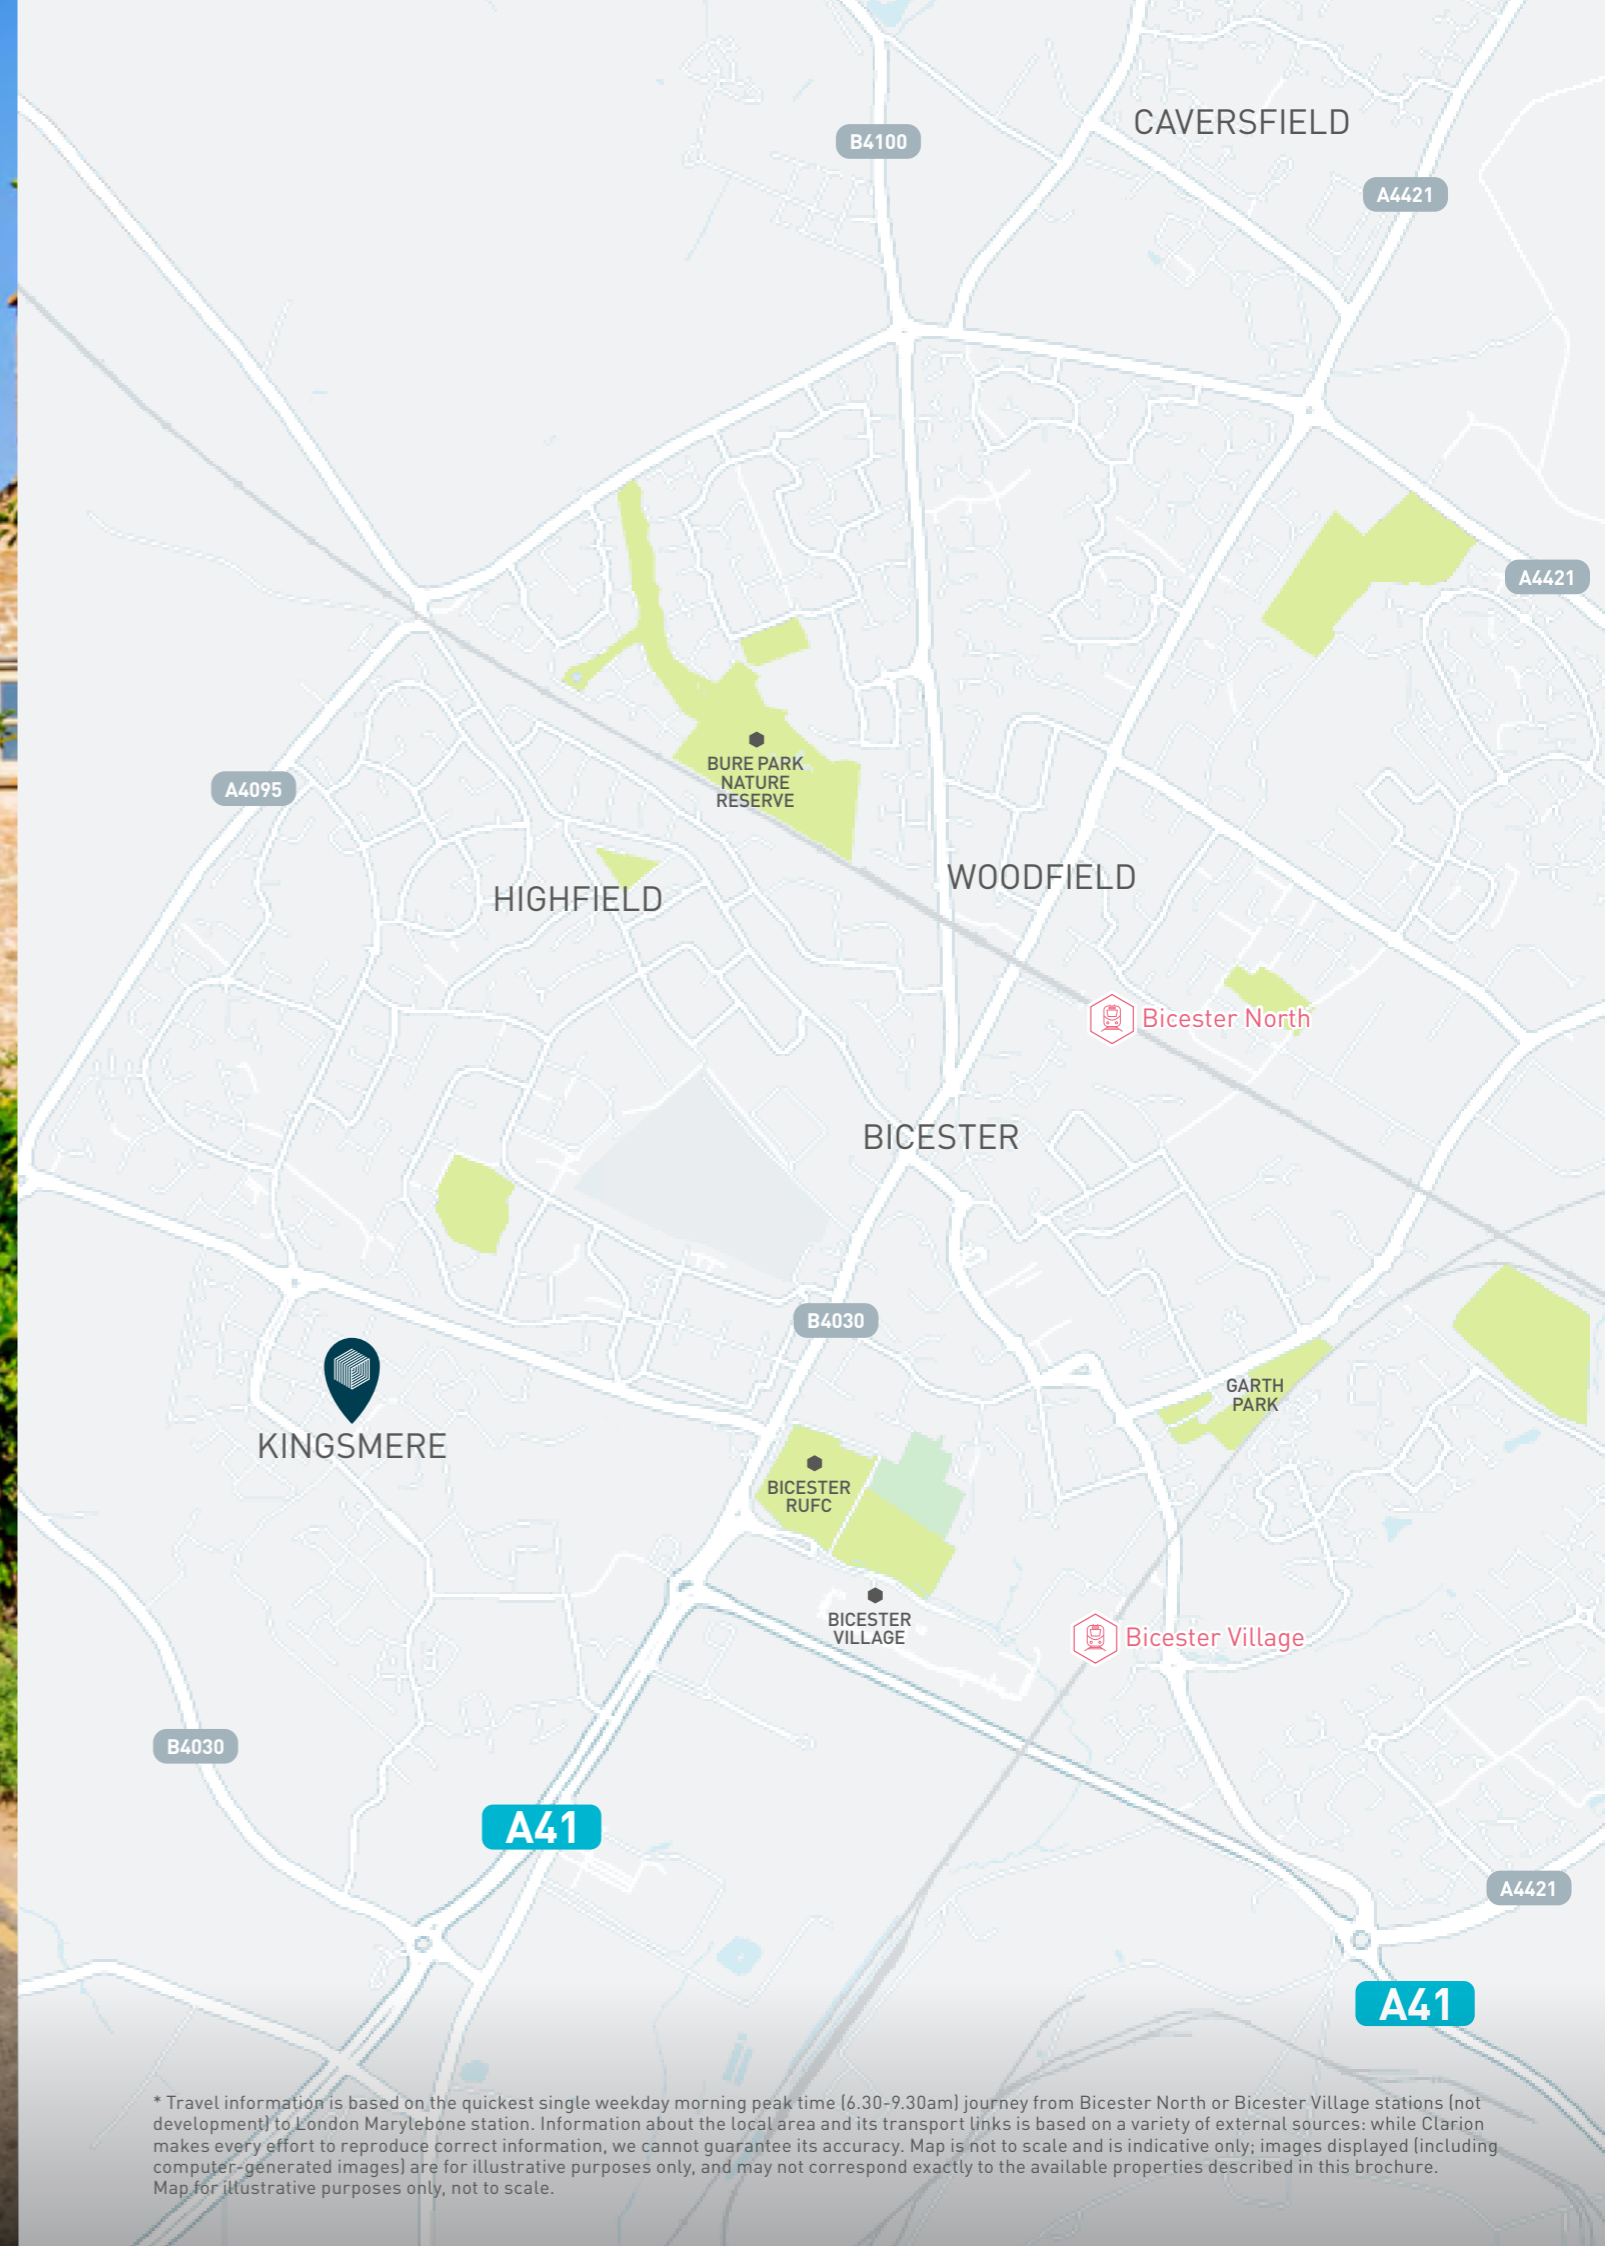 CAVERSFIELD
B4100
A4421
A4421
BURE PARK
NATURE
RESERVE
A4095
WOODFIELD
HIGHFIELD
Bicester North
BICESTER
B4030
GARTH
PARK
KINGSMERE
BICESTER
RUFC
BICESTER
VILLAGE
Bicester Village
B4030
A41
A4421
A41
* Travel information is based on the quickest single weekday morning peak time (6.30-9.30am) journey from Bicester North or Bicester Village stations (not
development) to London Marylebone station. Information about the local area and its transport links is based on a variety of external sources: while Clarion
makes every effort to reproduce correct information, we cannot guarantee its accuracy. Map is not to scale and is indicative only; images displayed (including
computer-generated images) are for illustrative purposes only, and may not correspond exactly to the available properties described in this brochure.
Map for illustrative purposes only, not to scale.